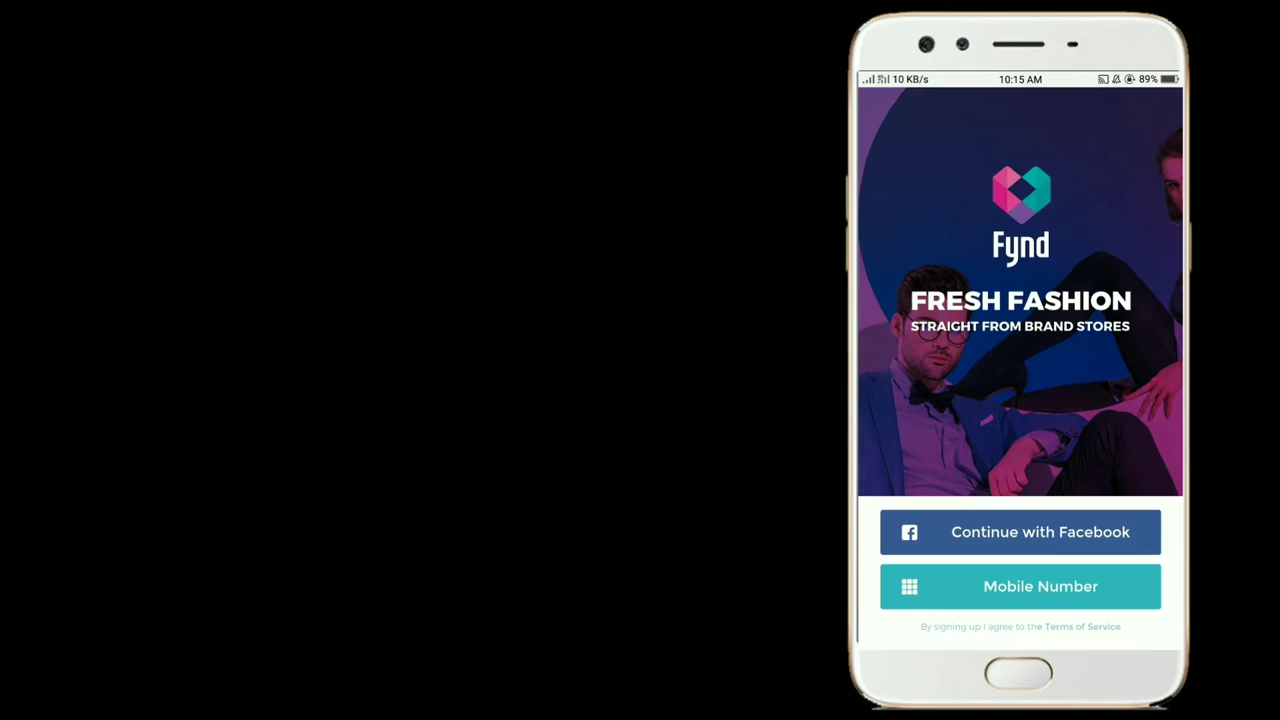 10 KB/s 10:15 AM 89%
Fynd
FRESH FASHION
STRAIGHT FROM BRAND STORES
Continue with Facebook
Mobile Number
By signing up I agree to the Terms of Service